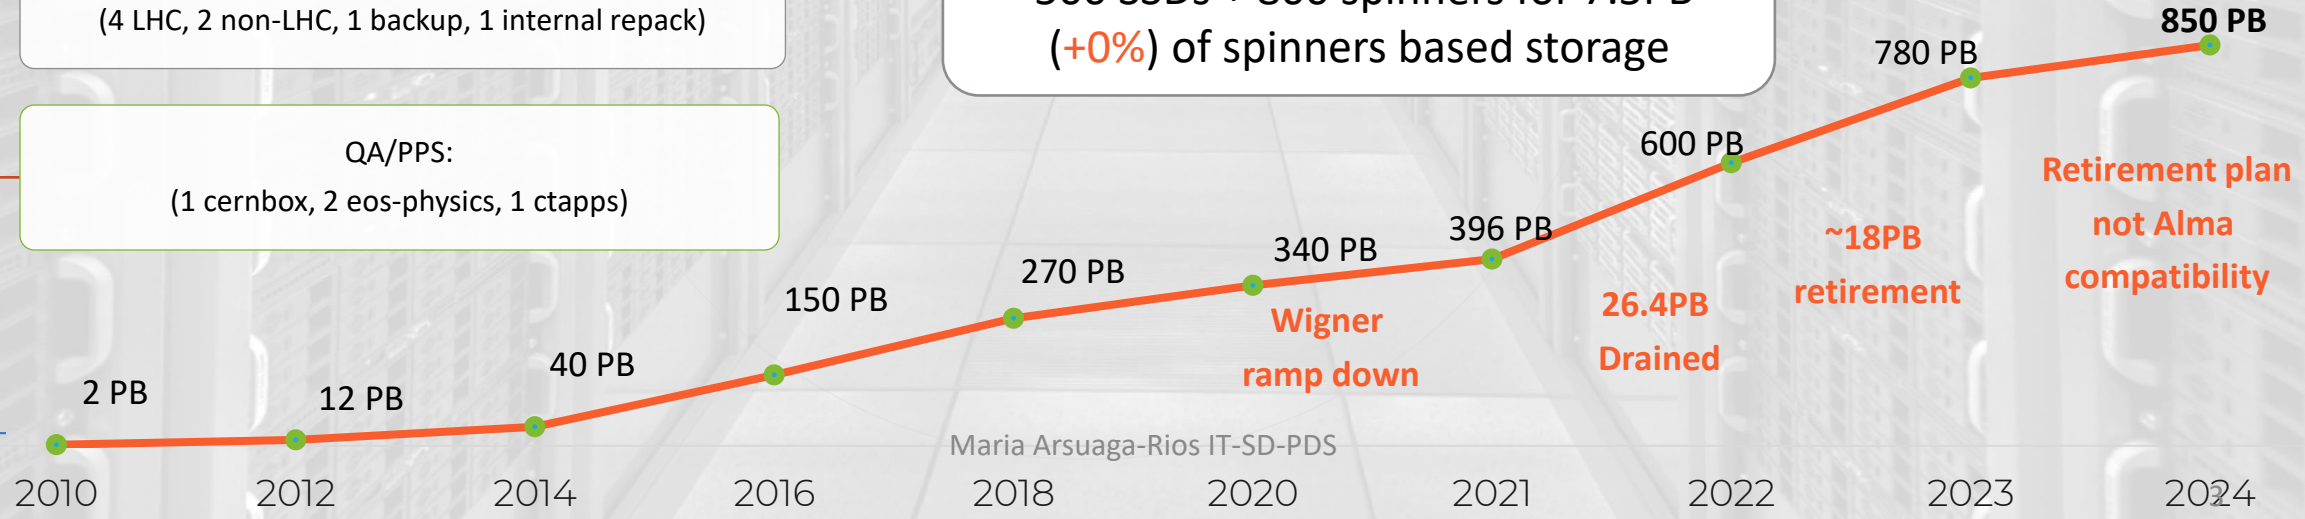 (4 LHC, 2 non-LHC, 1 backup, 1 internal repack)
(+0%) of spinners based storage
QA/PPS:
(1 cernbox, 2 eos-physics, 1 ctapps)
2 PB
12 PB
40 PB
150 PB
270 PB
340 PB
396 PB
600 PB
780 PB
850 PB
Wigner
ramp down
26.4PB
Drained
~18PB
retirement
Retirement plan
not Alma
compatibility
Maria Arsuaga-Rios IT-SD-PDS
2010
2012
2014
2016
2018
2020
2021
2022
2023
2024
3